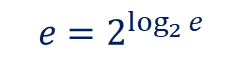 e = 2^{log₂ e}